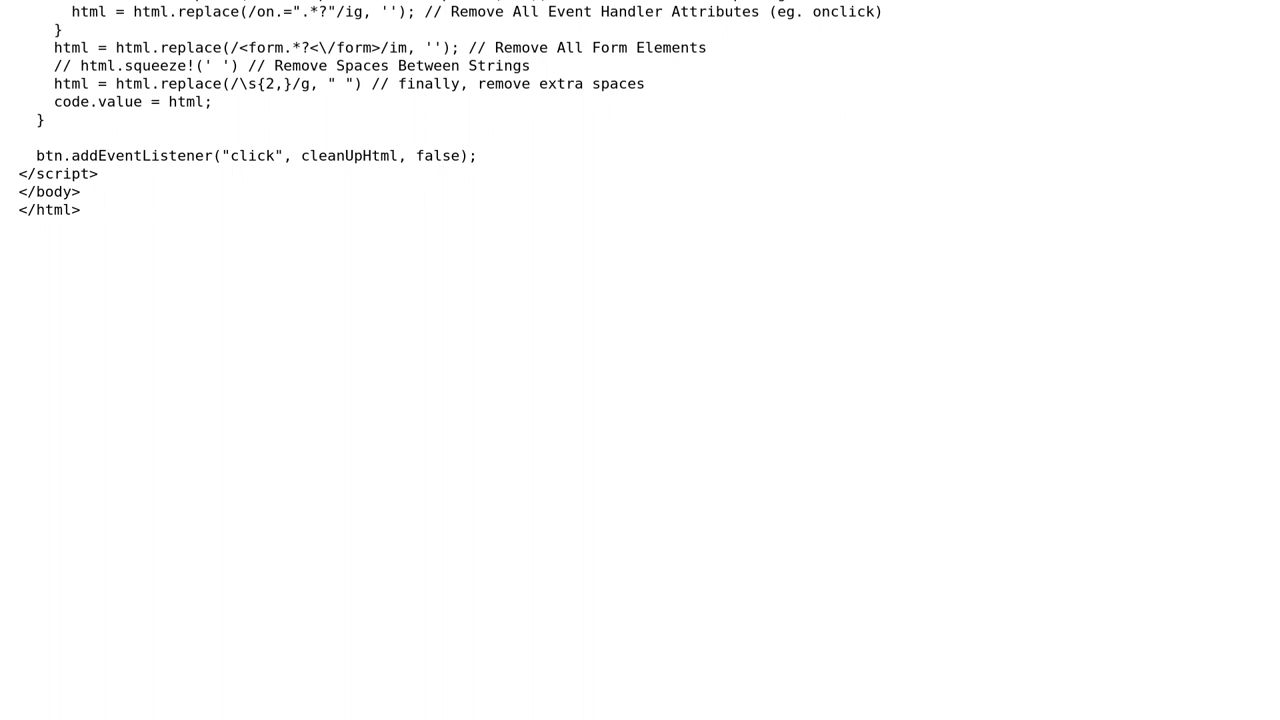 html = html.replace(/on.=".*?"/ig, ''); // Remove All Event Handler Attributes (eg. onclick)
}
html = html.replace(/<form.*?<\/form>/im, ''); // Remove All Form Elements
// html.squeeze!(' ') // Remove Spaces Between Strings
html = html.replace(/\s{2,}/g, " ") // finally, remove extra spaces
code.value = html;
}
btn.addEventListener("click", cleanUpHtml, false);
</script>
</body>
</html>